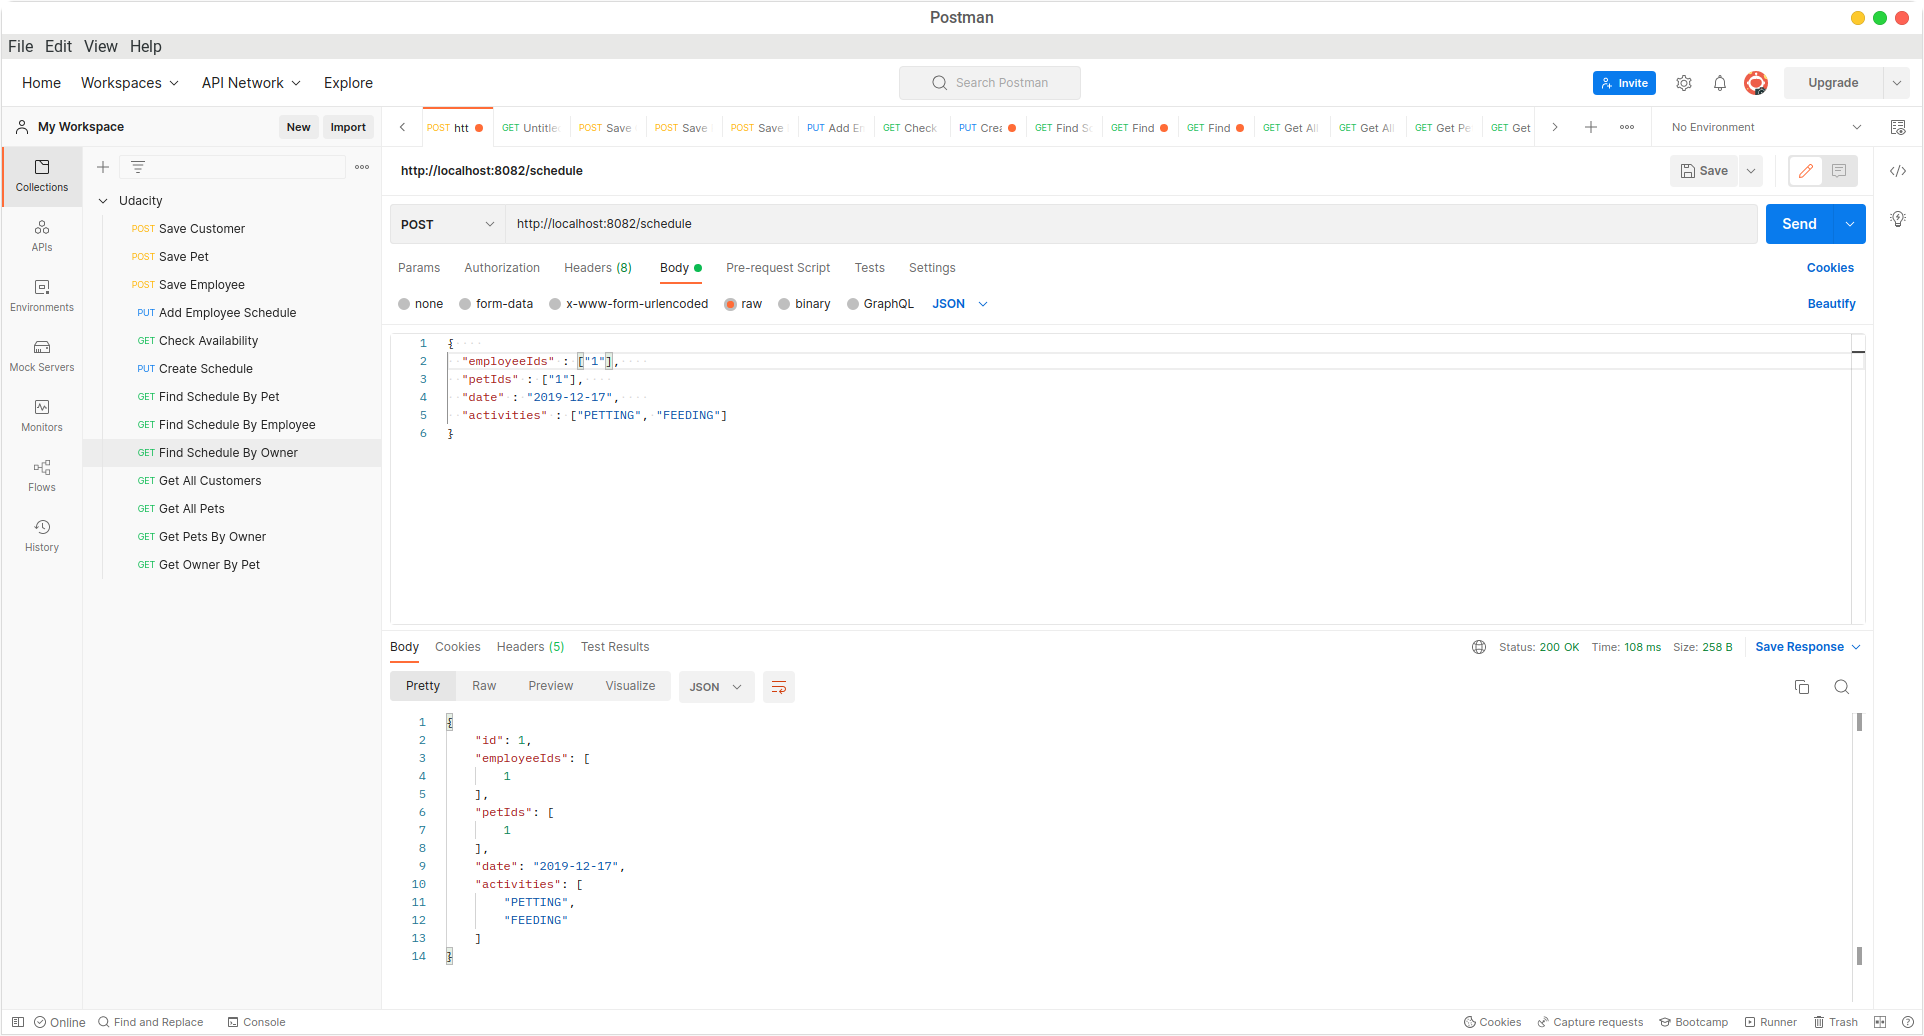 Postman
File Edit View Help
Home Workspaces API Network Explore Search Postman Invite Upgrade
My Workspace New Import
POST htt GET Untitle POST Save POST Save POST Save PUT Add E GET Check PUT Crea GET Find S GET Find GET Find GET Get Al GET Get Al GET Get Pe GET Get No Environment
Collections
APIs
Environments
Mock Servers
Monitors
Flows
History
Udacity
POST Save Customer
POST Save Pet
POST Save Employee
PUT Add Employee Schedule
GET Check Availability
PUT Create Schedule
GET Find Schedule By Pet
GET Find Schedule By Employee
GET Find Schedule By Owner
GET Get All Customers
GET Get All Pets
GET Get Pets By Owner
GET Get Owner By Pet
http://localhost:8082/schedule Save
POST http://localhost:8082/schedule Send
Params Authorization Headers (8) Body Pre-request Script Tests Settings Cookies
none form-data x-www-form-urlencoded raw binary GraphQL JSON Beautify
1 {
2 "employeeIds" : ["1"],
3 "petIds" : ["1"],
4 "date" : "2019-12-17",
5 "activities" : ["PETTING", "FEEDING"]
6 }
Body Cookies Headers (5) Test Results Status: 200 OK Time: 108 ms Size: 258 B Save Response
Pretty Raw Preview Visualize JSON
1 {
2 "id": 1,
3 "employeeIds": [
4 1
5 ],
6 "petIds": [
7 1
8 ],
9 "date": "2019-12-17",
10 "activities": [
11 "PETTING",
12 "FEEDING"
13 ]
14 }
Online Find and Replace Console Cookies Capture requests Bootcamp Runner Trash